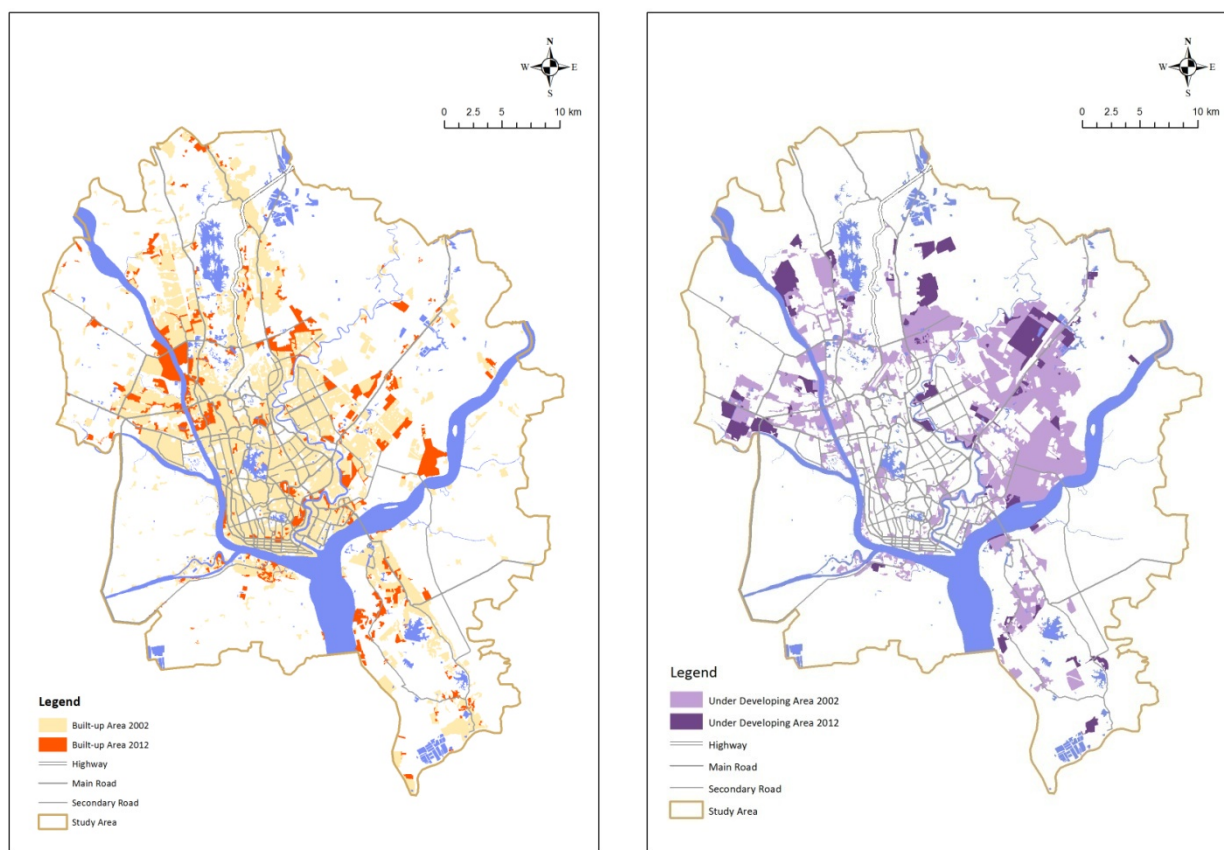 N
W E
S
0 2.5 5 10 km
Legend
Built-up Area 2002
Built-up Area 2012
Highway
Main Road
Secondary Road
Study Area
N
W E
S
0 2.5 5 10 km
Legend
Under Developing Area 2002
Under Developing Area 2012
Highway
Main Road
Secondary Road
Study Area